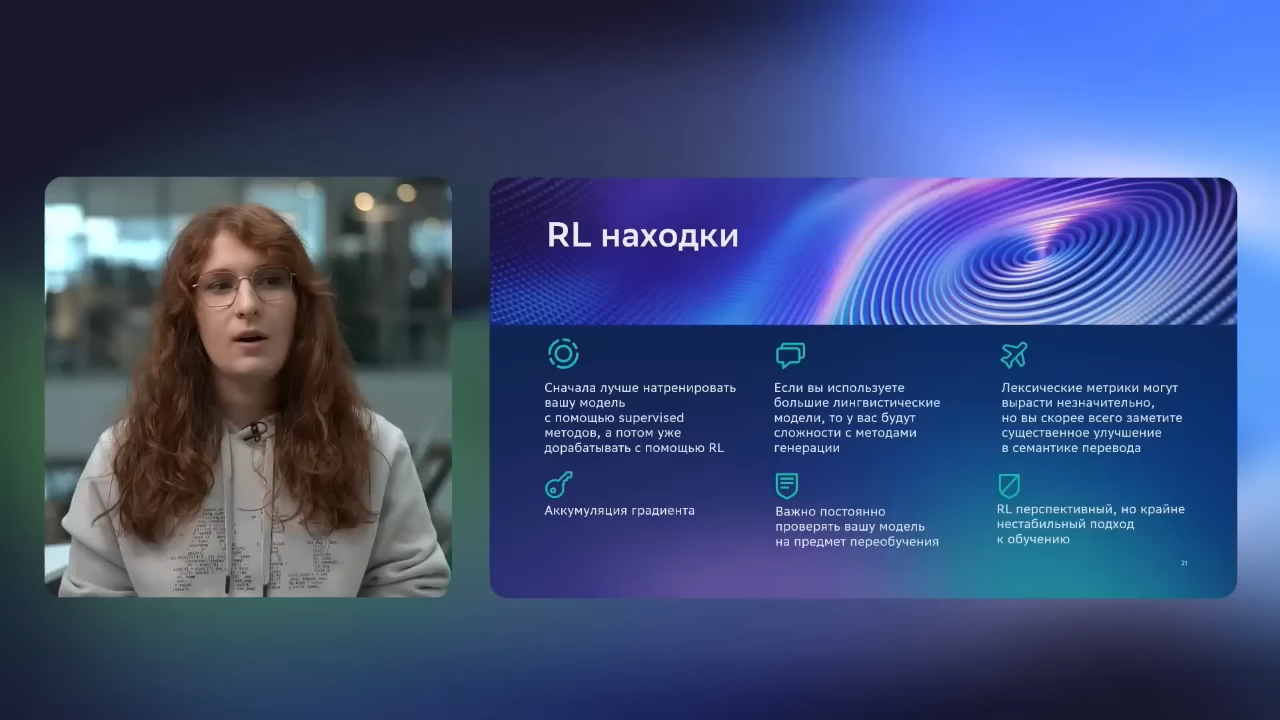 RL находки
Сначала лучше натренировать
вашу модель
с помощью supervised
методов, а потом уже
дорабатывать с помощью RL
Если вы используете
большие лингвистические
модели, то у вас будут
сложности с методами
генерации
Лексические метрики могут
вырасти незначительно,
но вы скорее всего заметите
существенное улучшение
в семантике перевода
Аккумуляция градиента
Важно постоянно
проверять вашу модель
на предмет переобучения
RL перспективный, но крайне
нестабильный подход
к обучению
21